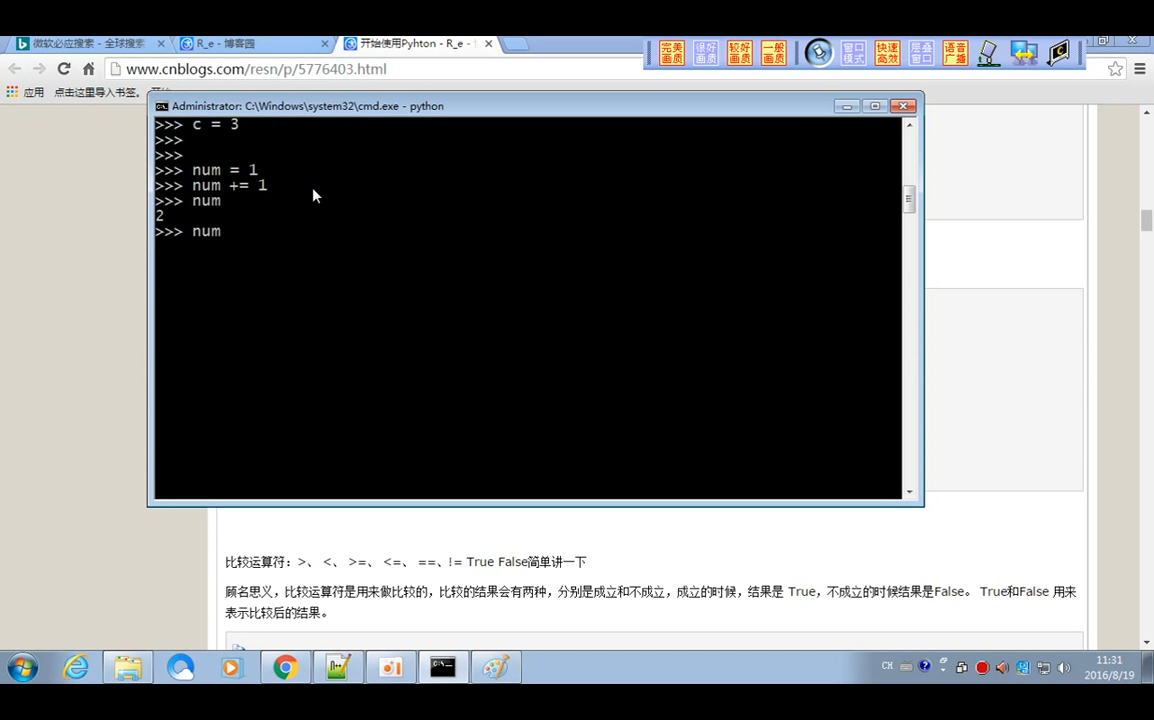 微软必应搜索 - 全球搜索
R_e - 博客园
开始使用Pyhton - R_e -
完美画质
很好画质
较好画质
一般画质
窗口模式
快速高效
层叠窗口
语音广播
www.cnblogs.com/resn/p/5776403.html
应用 点击这里导入书签。
Administrator: C:\Windows\system32\cmd.exe - python
>>> c = 3
>>>
>>>
>>> num = 1
>>> num += 1
>>> num
2
>>> num
比较运算符：>、 <、 >=、 <=、 ==、!= True False简单讲一下
顾名思义，比较运算符是用来做比较的，比较的结果会有两种，分别是成立和不成立，成立的时候，结果是 True，不成立的时候结果是False。 True和False 用来
表示比较后的结果。
CH
11:31
2016/8/19